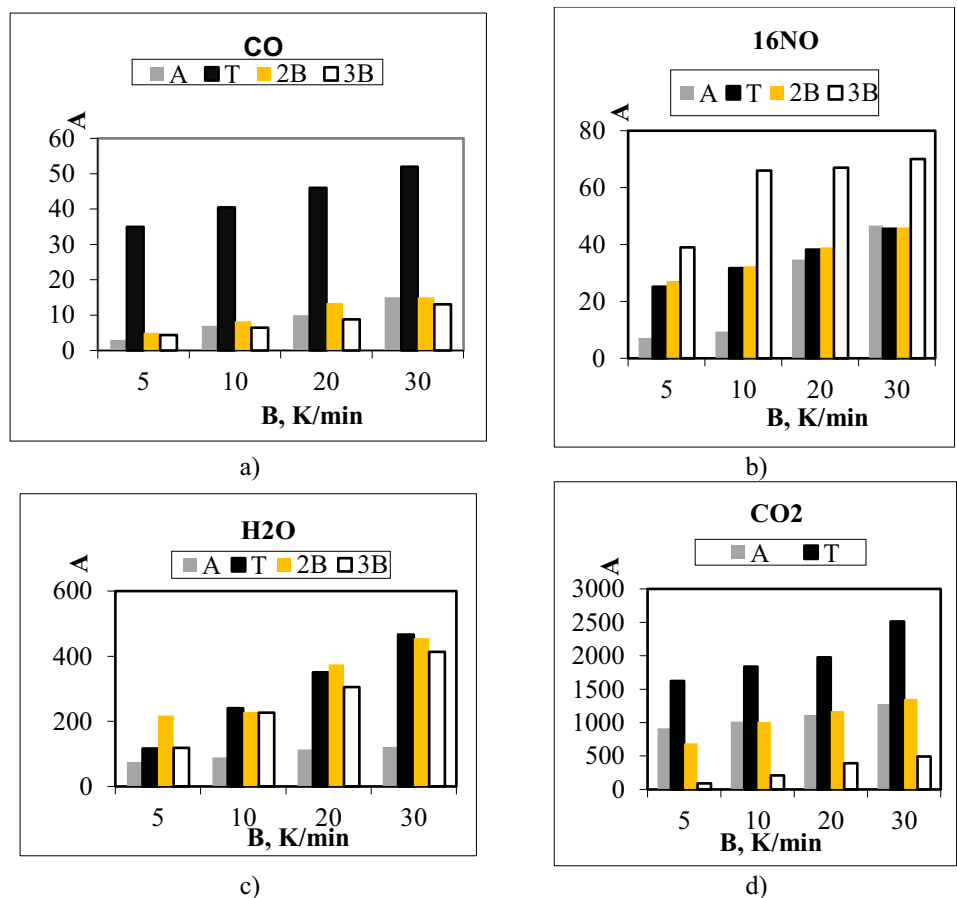 CO
A T 2B 3B
A
60
50
40
30
20
10
0
5 10 20 30
B, K/min
a)
16NO
A T 2B 3B
A
80
60
40
20
0
5 10 20 30
B, K/min
b)
H2O
A T 2B 3B
A
600
400
200
0
5 10 20 30
B, K/min
c)
CO2
A T
A
3000
2500
2000
1500
1000
500
0
5 10 20 30
B, K/min
d)